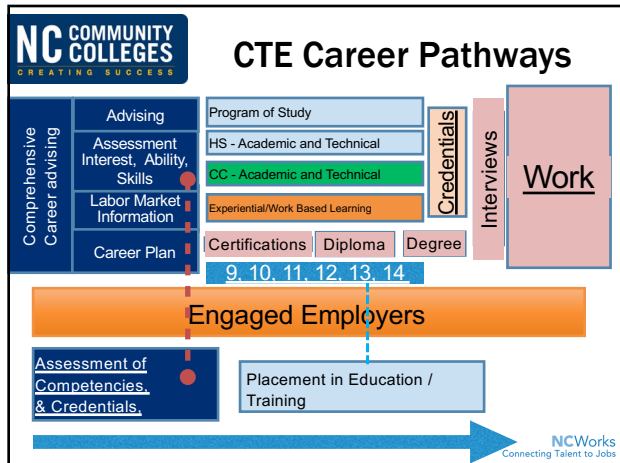 NC COMMUNITY
COLLEGES
CREATING SUCCESS
CTE Career Pathways
Comprehensive
Career advising
Advising
Assessment
Interest, Ability,
Skills
Labor Market
Information
Career Plan
Program of Study
HS - Academic and Technical
CC - Academic and Technical
Experiential/Work Based Learning
Certifications
Diploma
Degree
9, 10, 11, 12, 13, 14
Credentials
Interviews
Work
Engaged Employers
Assessment of
Competencies,
& Credentials,
Placement in Education /
Training
NCWorks
Connecting Talent to Jobs